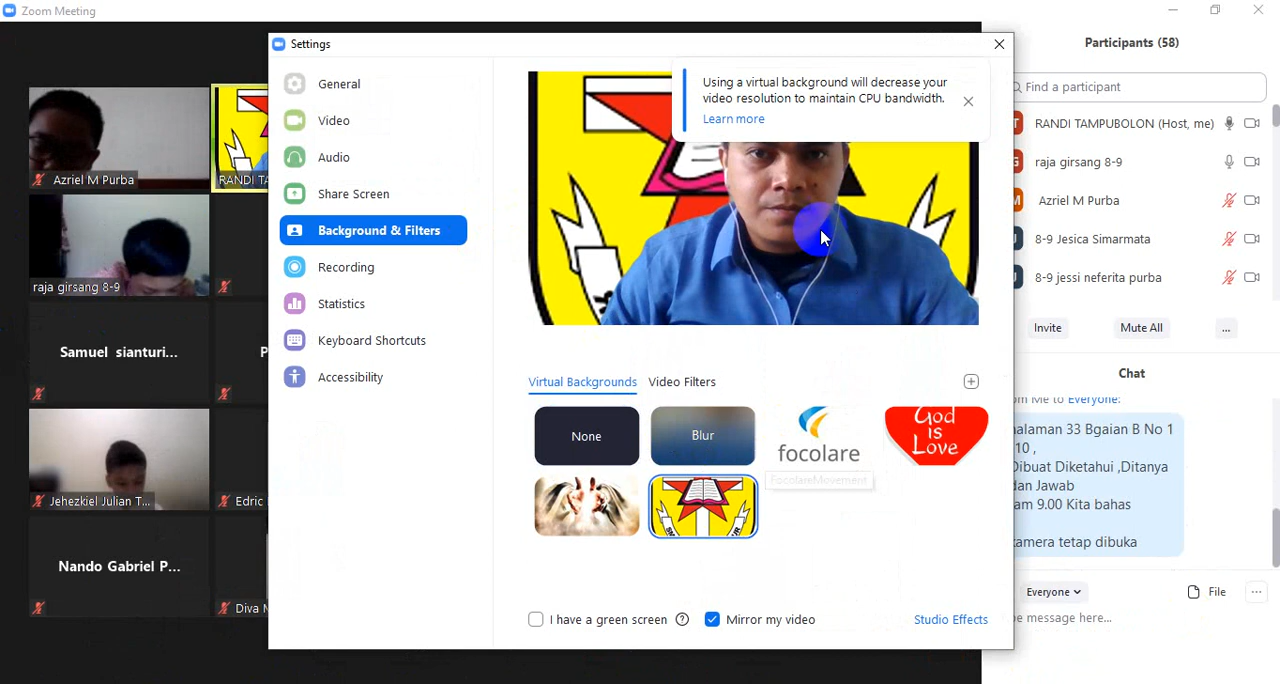 Zoom Meeting
Azriel M Purba
raja girsang 8-9
Samuel sianturi...
Jehezkiel Julian T...
Edric
Nando Gabriel P...
Diva
Settings
General
Video
Audio
Share Screen
Background & Filters
Recording
Statistics
Keyboard Shortcuts
Accessibility
Using a virtual background will decrease your
video resolution to maintain CPU bandwidth.
Learn more
Virtual Backgrounds
Video Filters
None
Blur
focolare
God
is
Love
FocolareMovement
I have a green screen
Mirror my video
Studio Effects
Participants (58)
Find a participant
RANDI TAMPUBOLON (Host, me)
raja girsang 8-9
Azriel M Purba
8-9 Jesica Simarmata
8-9 jessi neferita purba
Invite
Mute All
...
Chat
Me to Everyone:
halaman 33 Bgaian B No 1
10 ,
Dibuat Diketahui ,Ditanya
dan Jawab
am 9.00 Kita bahas
kamera tetap dibuka
Everyone
File
message here...